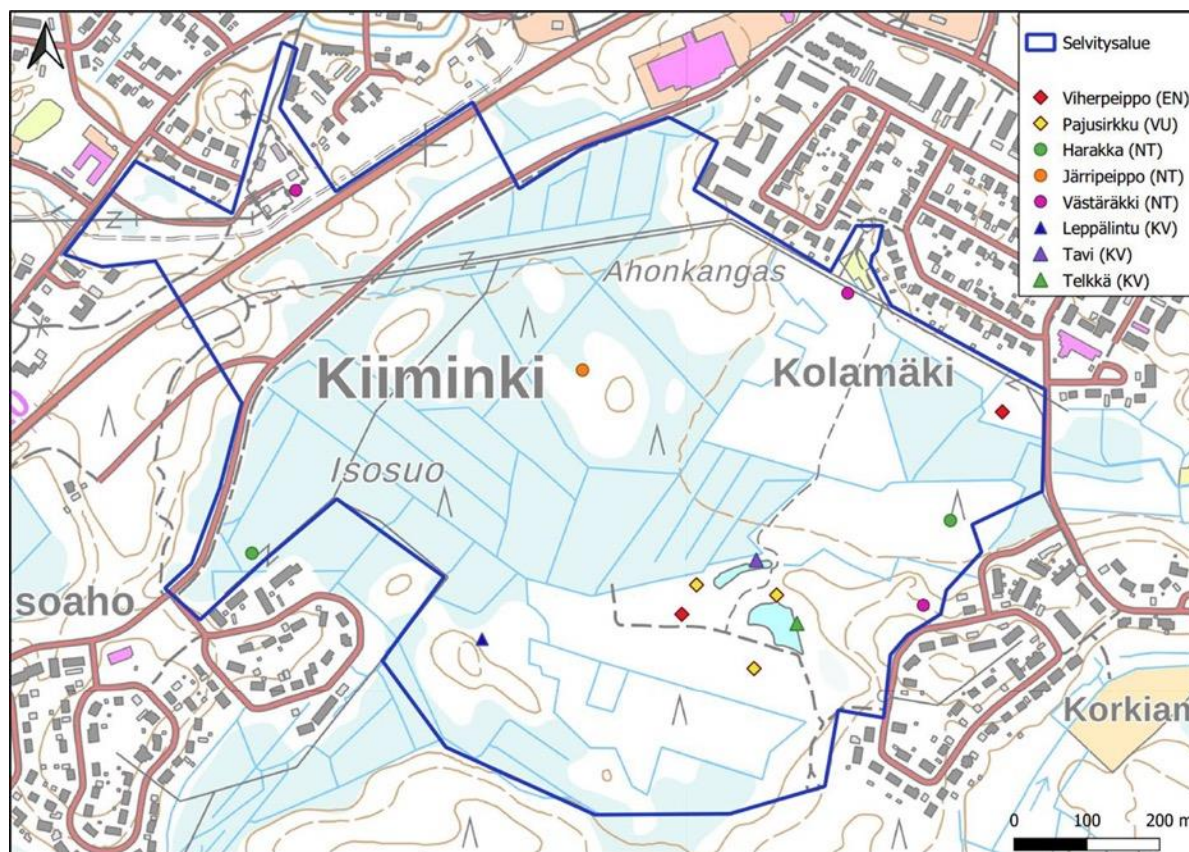 Selvitysalue
Viherpeippo (EN)
Pajusirkku (VU)
Harakka (NT)
Järripeippo (NT)
Västäräkki (NT)
Leppälintu (KV)
Tavi (KV)
Telkkä (KV)
Ahonkangas
Kiiminki
Kolamäki
Isosuo
soaho
Korkian
0 100 200 m